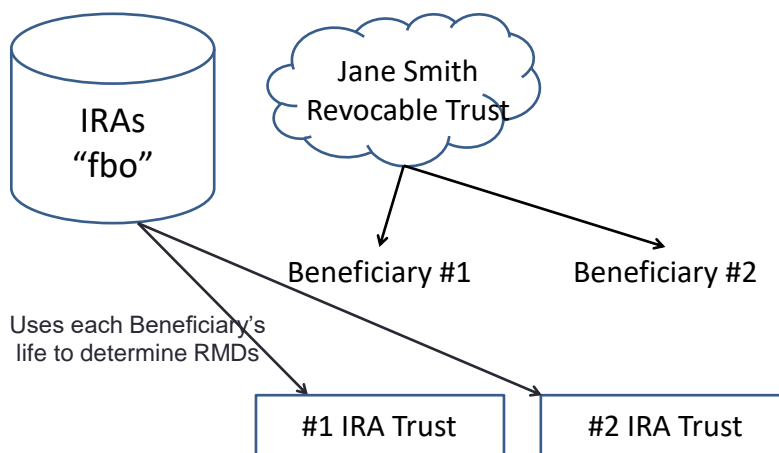 IRAs
“fbo”
Jane Smith
Revocable Trust
Beneficiary #1
Beneficiary #2
Uses each Beneficiary’s
life to determine RMDs
#1 IRA Trust
#2 IRA Trust